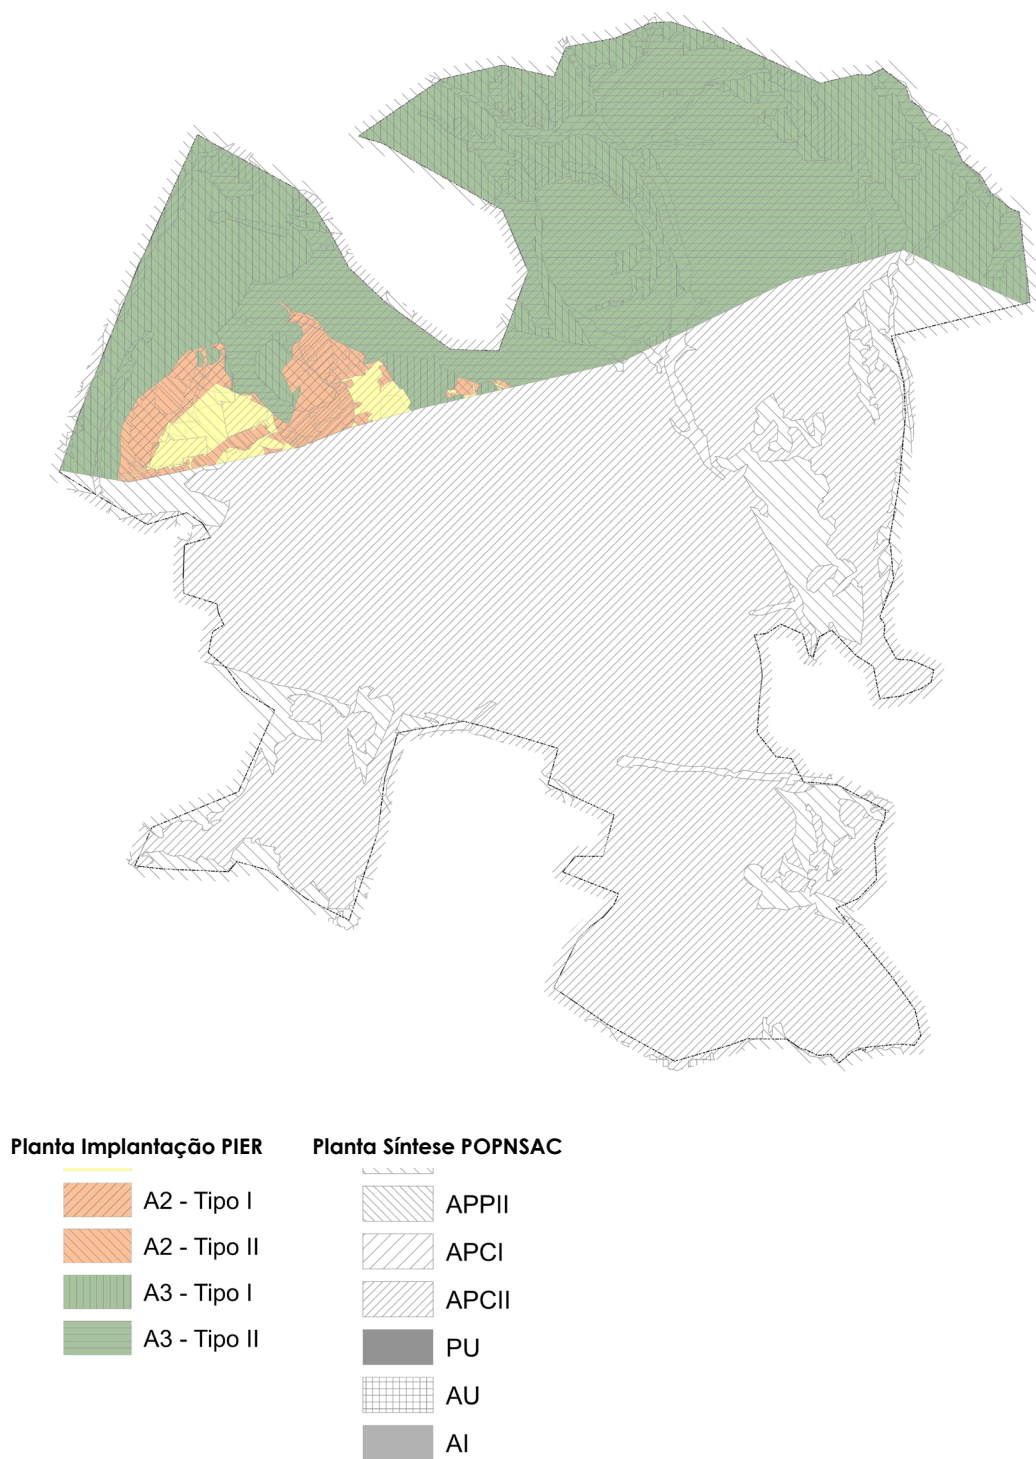 Planta Implantação PIER
A2 - Tipo I
A2 - Tipo II
A3 - Tipo I
A3 - Tipo II
Planta Síntese POPNSAC
APPII
APCI
APCII
PU
AU
AI